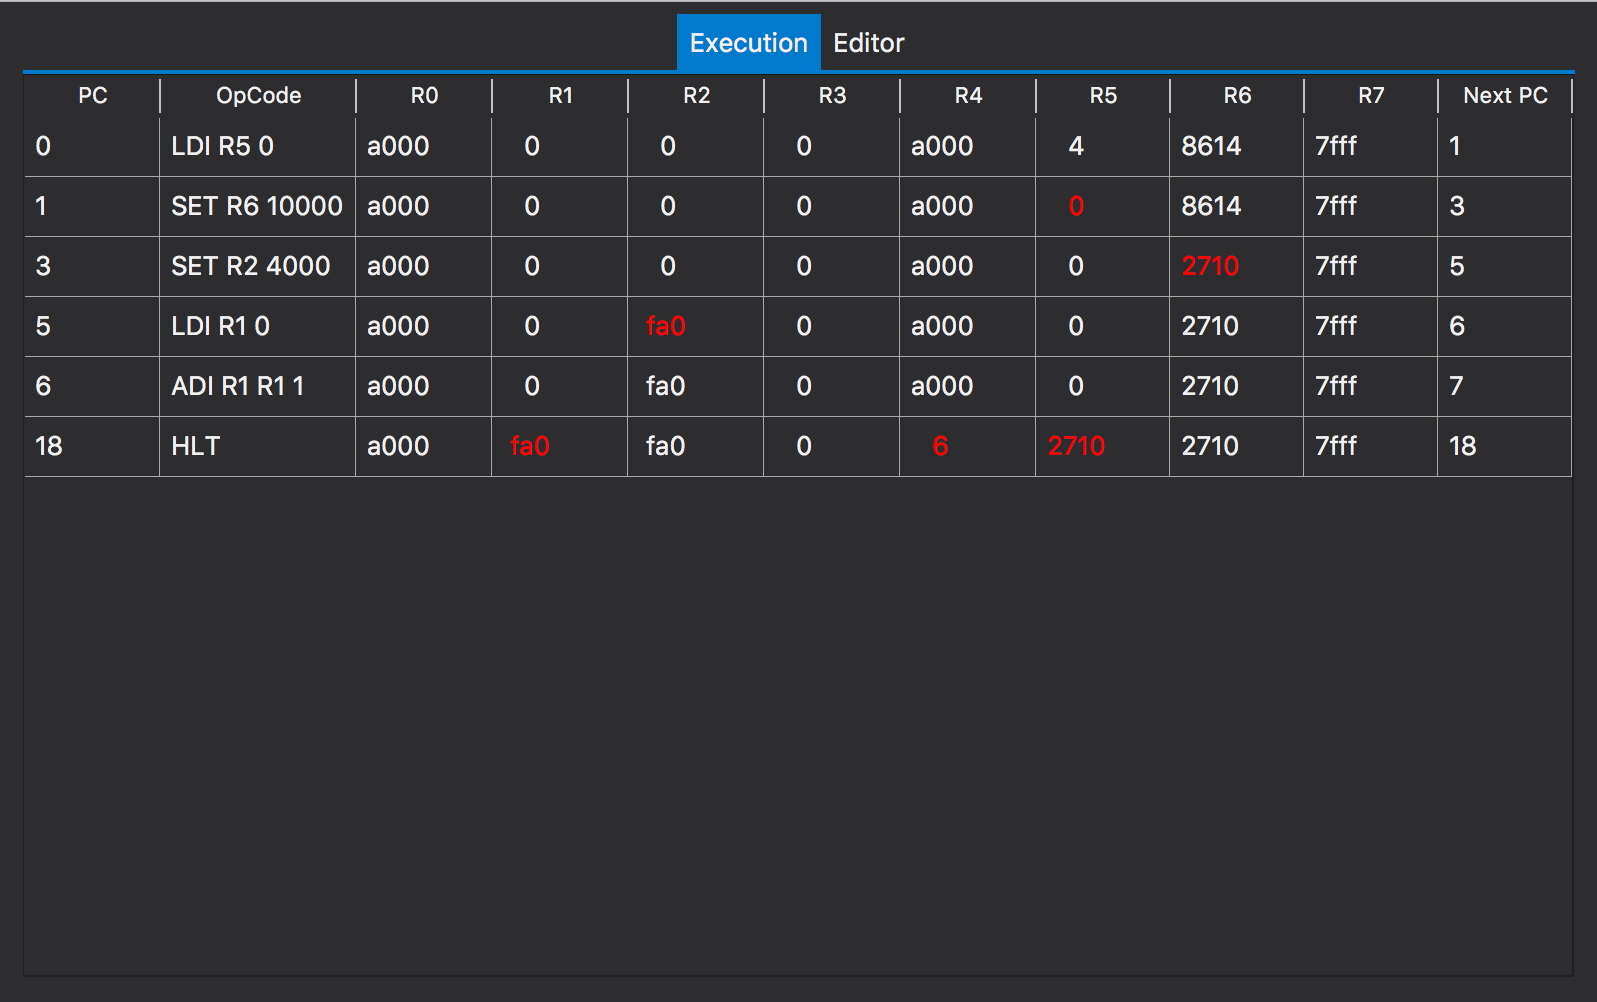 Execution Editor
PC OpCode R0 R1 R2 R3 R4 R5 R6 R7 Next PC
0 LDI R5 0 a000 0 0 0 a000 4 8614 7fff 1
1 SET R6 10000 a000 0 0 0 a000 0 8614 7fff 3
3 SET R2 4000 a000 0 0 0 a000 0 2710 7fff 5
5 LDI R1 0 a000 0 fa0 0 a000 0 2710 7fff 6
6 ADI R1 R1 1 a000 0 fa0 0 a000 0 2710 7fff 7
18 HLT a000 fa0 fa0 0 6 2710 2710 7fff 18